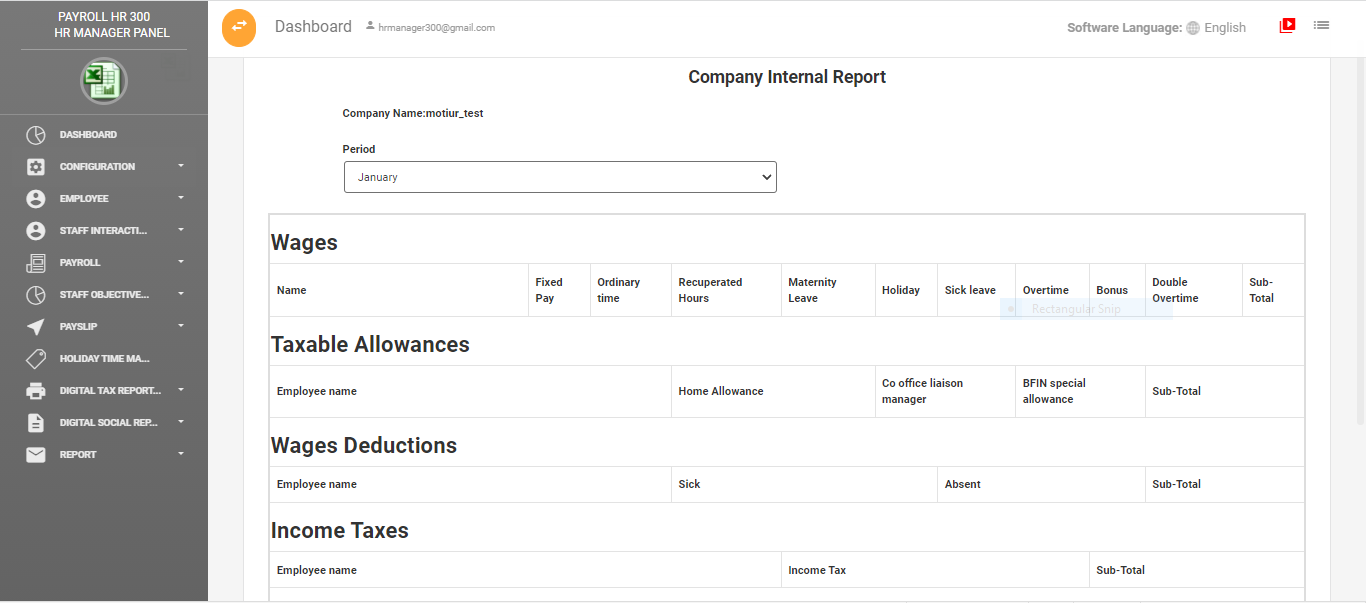 PAYROLL HR 300
HR MANAGER PANEL
DASHBOARD
CONFIGURATION
EMPLOYEE
STAFF INTERACTI...
PAYROLL
STAFF OBJECTIVE...
PAYSLIP
HOLIDAY TIME MA...
DIGITAL TAX REPORT...
DIGITAL SOCIAL REP...
REPORT
Dashboard hrmanager300@gmail.com
Software Language: English
Company Internal Report
Company Name:motiur_test
Period
January
Wages
Name Fixed Pay Ordinary time Recuperated Hours Maternity Leave Holiday Sick leave Overtime Bonus Double Overtime Sub-Total
Rectangular Snip
Taxable Allowances
Employee name Home Allowance Co office liaison manager BFIN special allowance Sub-Total
Wages Deductions
Employee name Sick Absent Sub-Total
Income Taxes
Employee name Income Tax Sub-Total